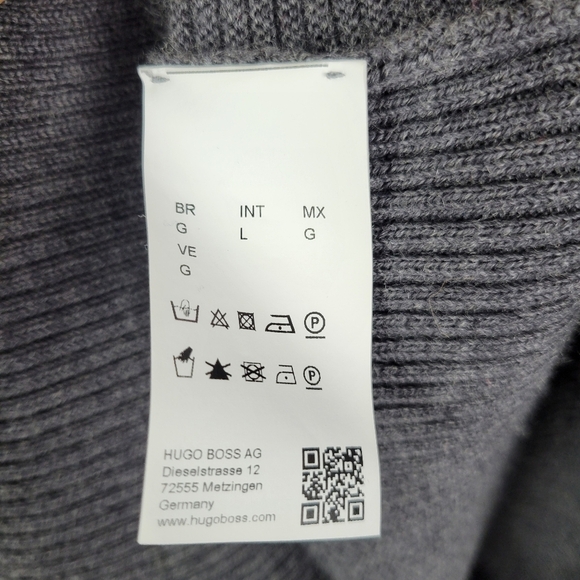 BR INT MX
G L G
VE
G
P
P
HUGO BOSS AG
Dieselstrasse 12
72555 Metzingen
Germany
www.hugoboss.com